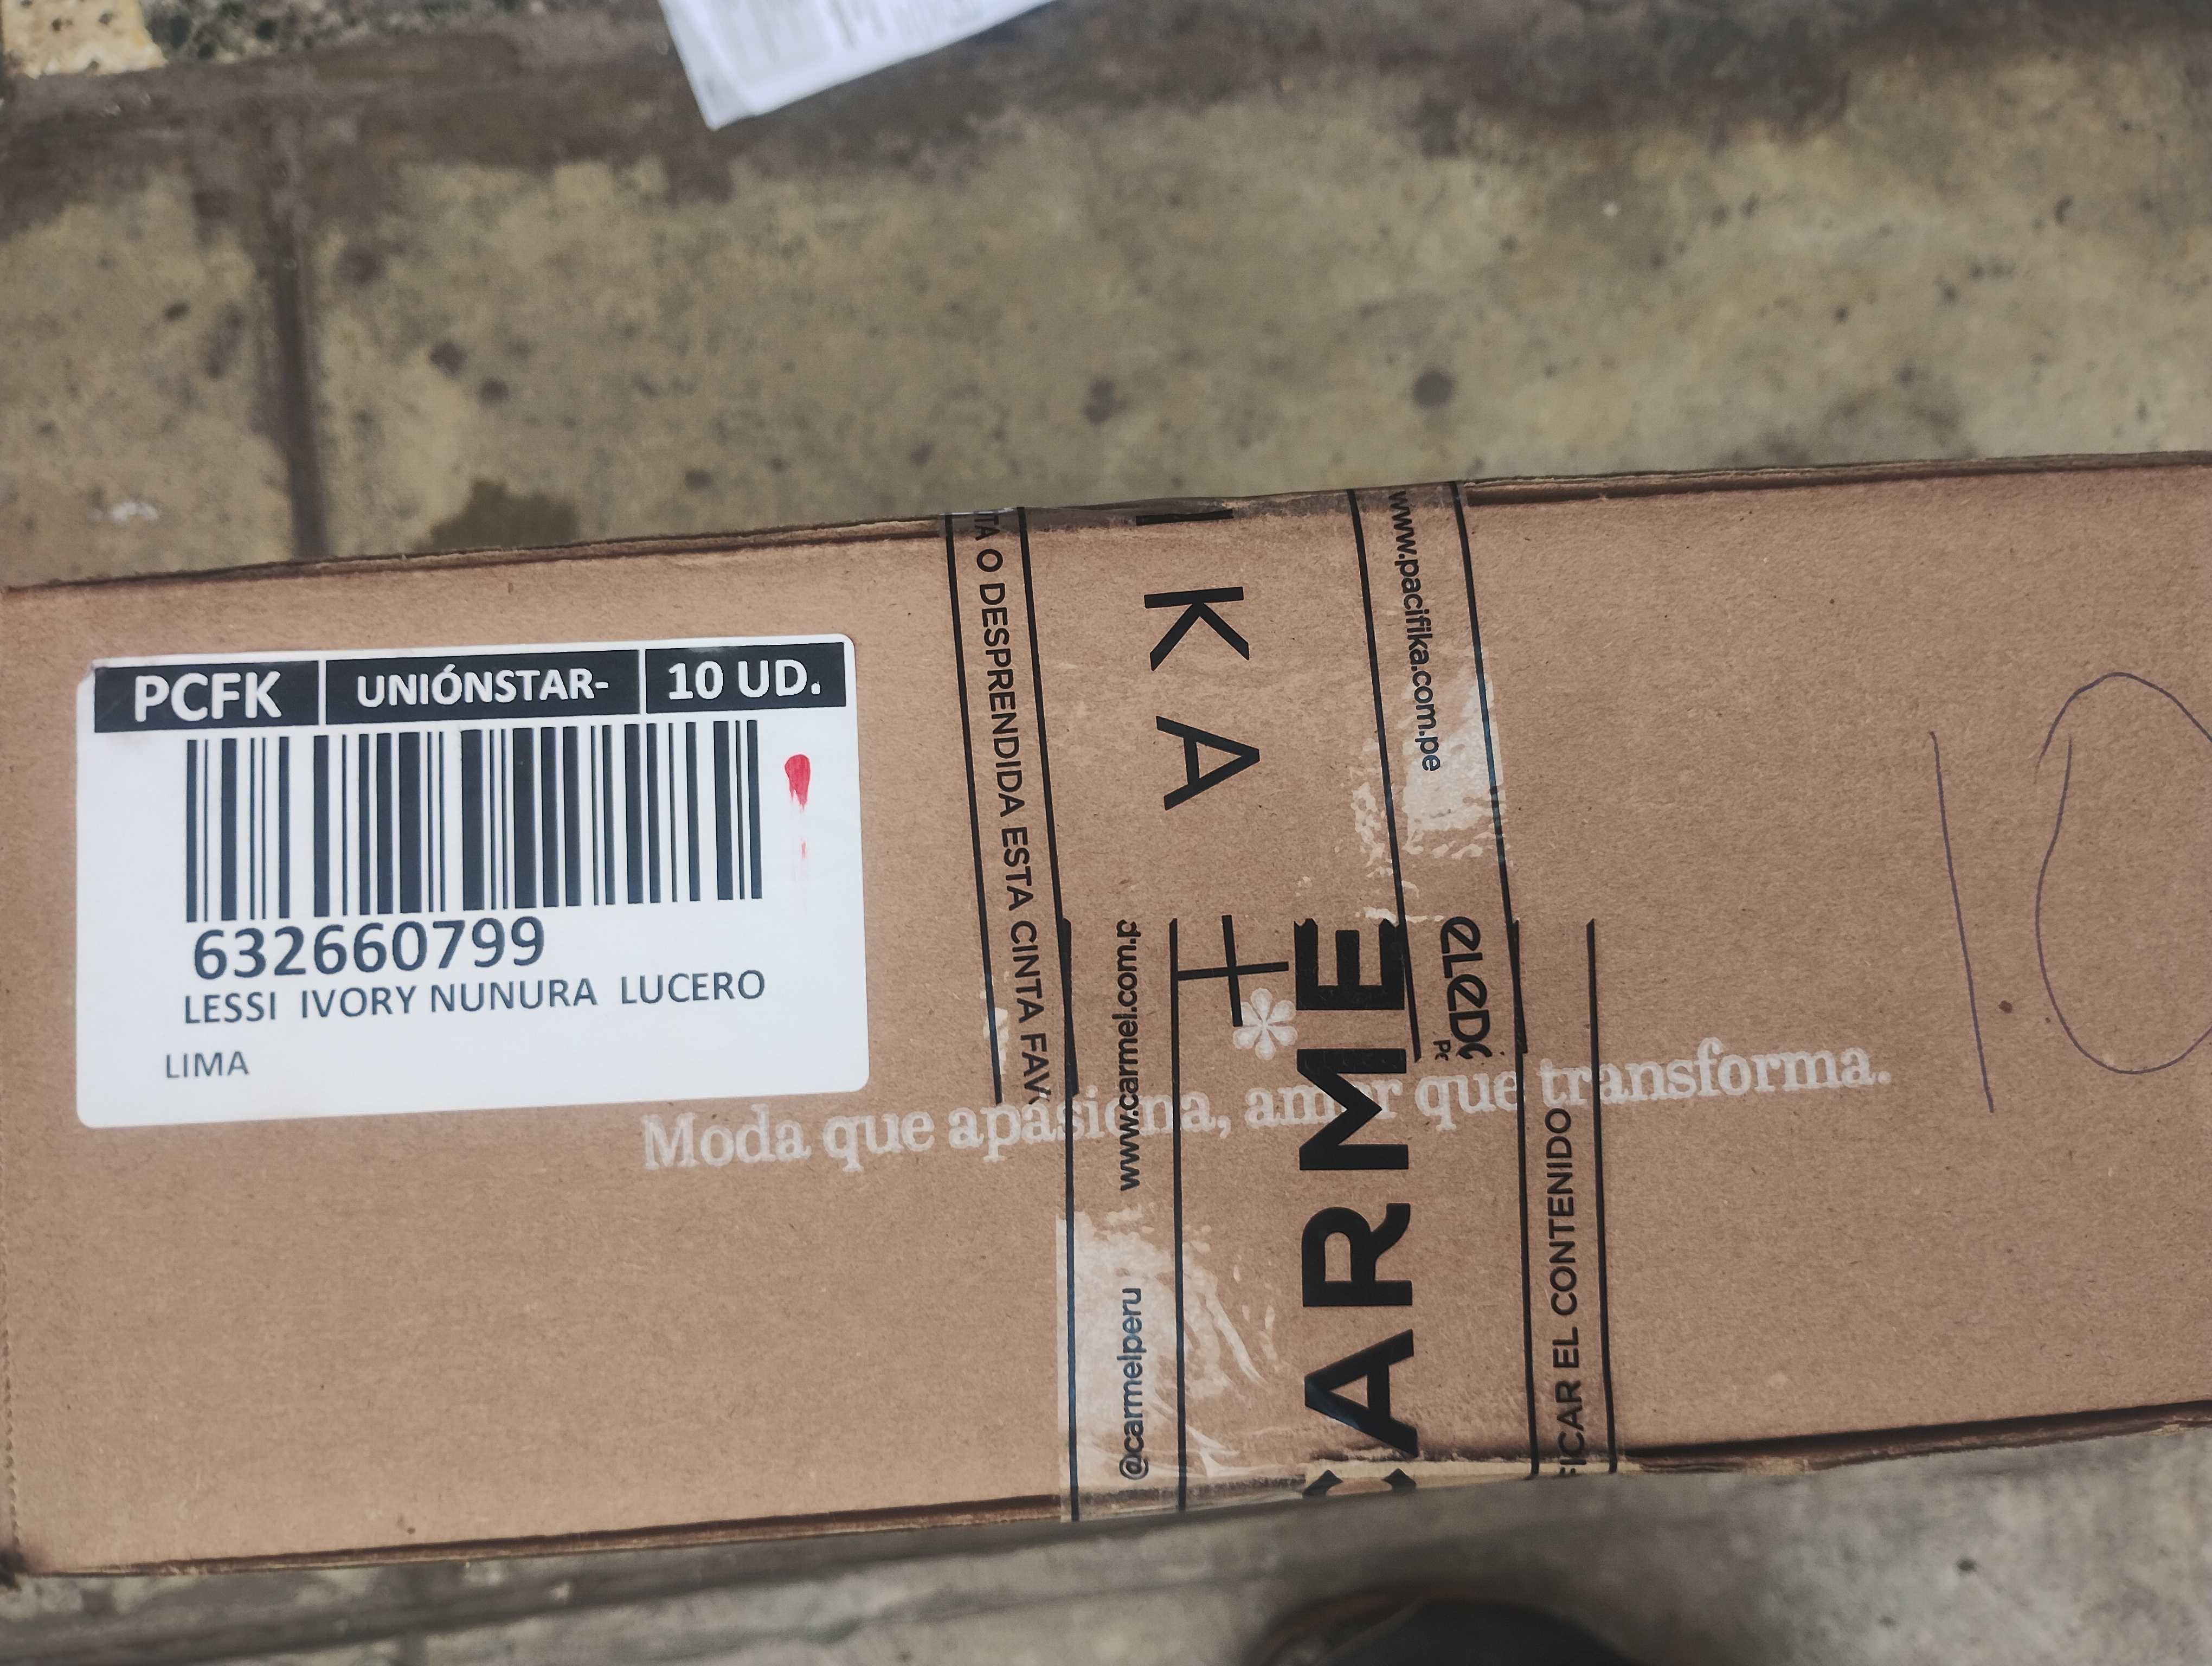 PCFK UNIÓNSTAR- 10 UD.
632660799
LESSI IVORY NUNURA LUCERO
LIMA
Moda que apasiona, amor que transforma.
TA O DESPRENDIDA ESTA CINTA FAV
I K A
www.pacifika.com.pe
@carmelperu www.carmel.com.p
CARME
FICAR EL CONTENIDO
10